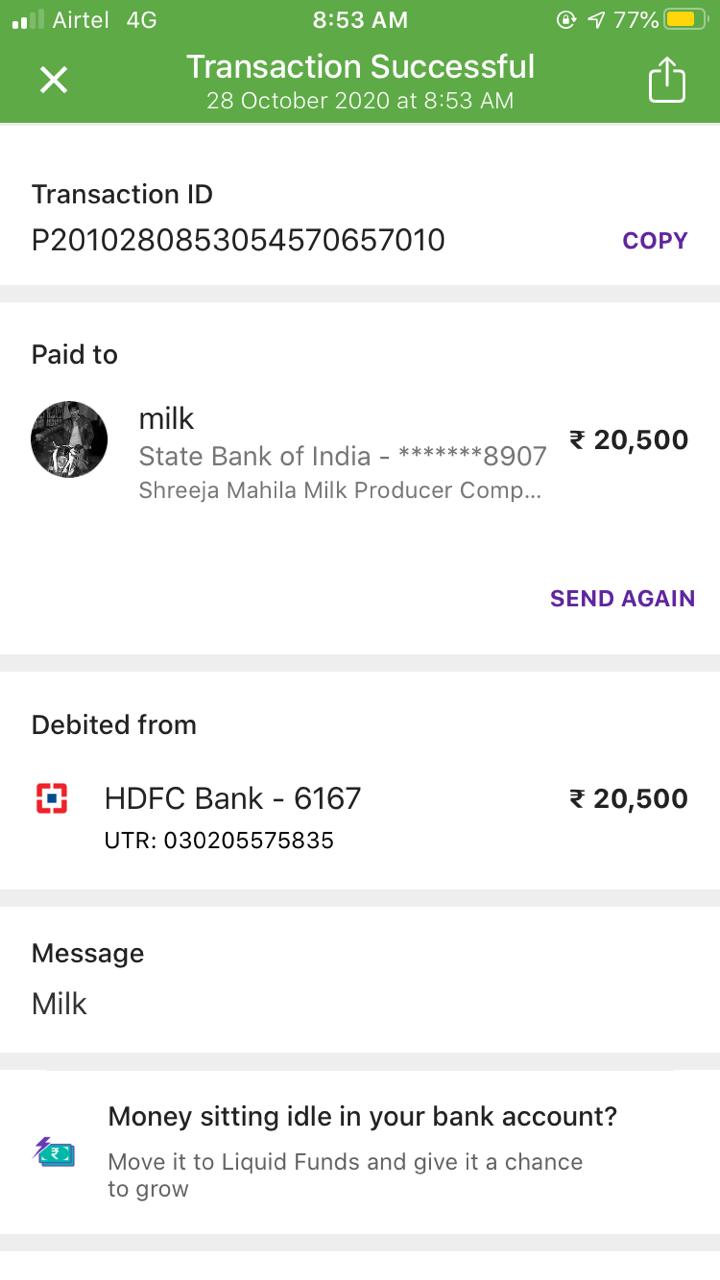 Airtel 4G 8:53 AM 77%
Transaction Successful
28 October 2020 at 8:53 AM
Transaction ID
P2010280853054570657010 COPY
Paid to
milk
₹ 20,500
State Bank of India - *******8907
Shreeja Mahila Milk Producer Comp...
SEND AGAIN
Debited from
HDFC Bank - 6167 ₹ 20,500
UTR: 030205575835
Message
Milk
Money sitting idle in your bank account?
₹
Move it to Liquid Funds and give it a chance
to grow